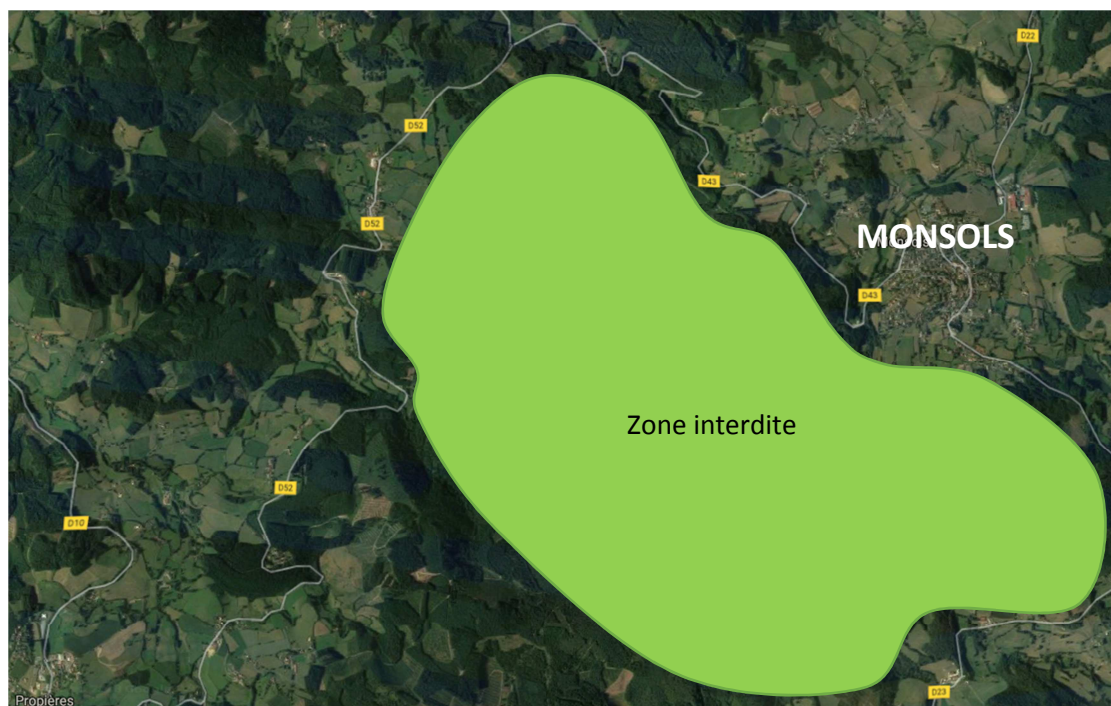 D22
D52
D43
D52
MONSOLS
D43
Zone interdite
D52
D10
D23
Propières